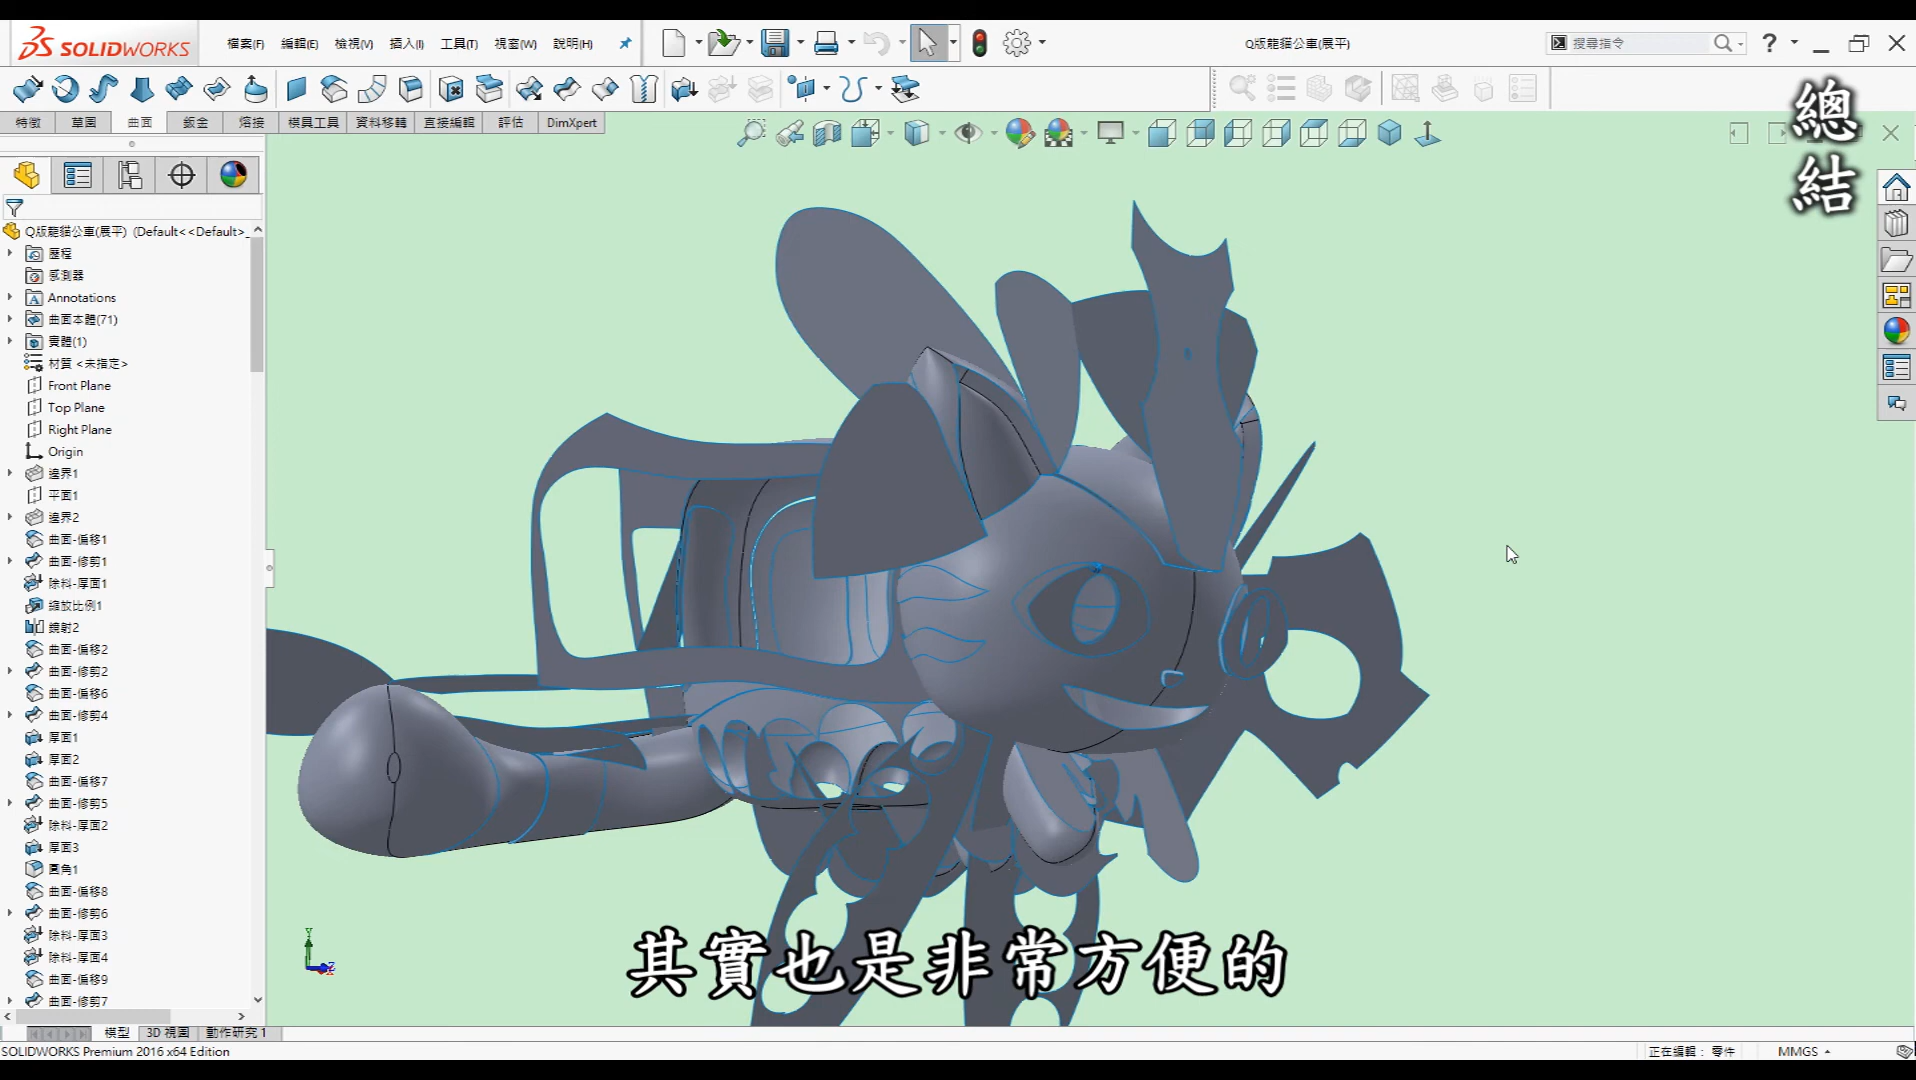 SOLIDWORKS
檔案(F) 編輯(E) 檢視(V) 插入(I) 工具(T) 視窗(W) 說明(H)
Q版龍貓公車(展平)
搜尋指令
特徵 草圖 曲面 鈑金 熔接 模具工具 資料移轉 直接編輯 評估 DimXpert
總結
Q版龍貓公車(展平) (Default<<Default>_
歷程
感測器
Annotations
曲面本體(71)
實體(1)
材質 <未指定>
Front Plane
Top Plane
Right Plane
Origin
邊界1
平面1
邊界2
曲面-偏移1
曲面-修剪1
除料-厚面1
縮放比例1
鏡射2
曲面-偏移2
曲面-修剪2
曲面-偏移6
曲面-修剪4
厚面1
厚面2
曲面-偏移7
曲面-修剪5
除料-厚面2
厚面3
圓角1
曲面-偏移8
曲面-修剪6
除料-厚面3
除料-厚面4
曲面-偏移9
曲面-修剪7
其實也是非常方便的
模型 3D 視圖 動作研究 1
SOLIDWORKS Premium 2016 x64 Edition
正在編輯： 零件
MMGS